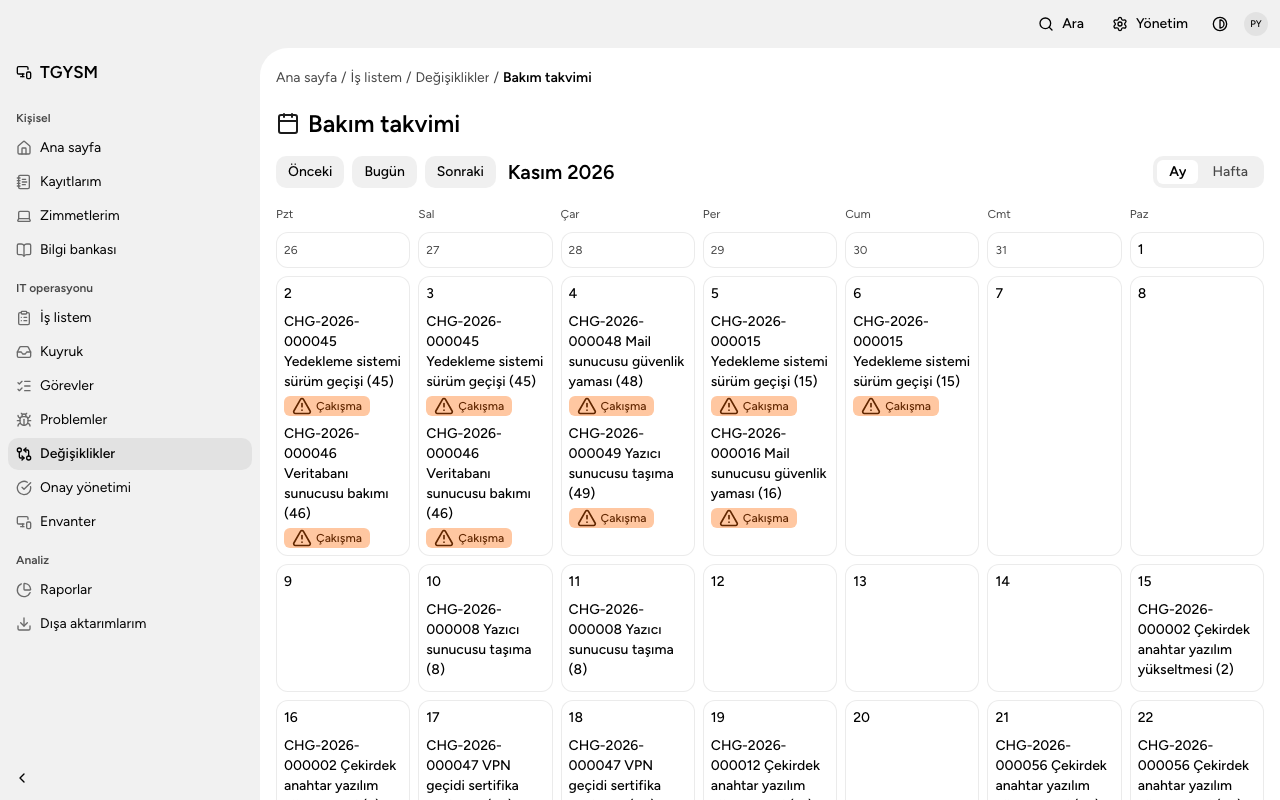 Ara
Yönetim
PY
TGYSM
Kişisel
Ana sayfa
Kayıtlarım
Zimmetlerim
Bilgi bankası
IT operasyonu
İş listem
Kuyruk
Görevler
Problemler
Değişiklikler
Onay yönetimi
Envanter
Analiz
Raporlar
Dışa aktarımlarım
Ana sayfa / İş listem / Değişiklikler / Bakım takvimi
Bakım takvimi
Önceki
Bugün
Sonraki
Kasım 2026
Ay
Hafta
Pzt
Sal
Çar
Per
Cum
Cmt
Paz
26
27
28
29
30
31
1
2
CHG-2026-
000045
Yedekleme sistemi
sürüm geçişi (45)
Çakışma
CHG-2026-
000046
Veritabanı
sunucusu bakımı
(46)
Çakışma
3
CHG-2026-
000045
Yedekleme sistemi
sürüm geçişi (45)
Çakışma
CHG-2026-
000046
Veritabanı
sunucusu bakımı
(46)
Çakışma
4
CHG-2026-
000048 Mail
sunucusu güvenlik
yaması (48)
Çakışma
CHG-2026-
000049 Yazıcı
sunucusu taşıma
(49)
Çakışma
5
CHG-2026-
000015
Yedekleme sistemi
sürüm geçişi (15)
Çakışma
CHG-2026-
000016 Mail
sunucusu güvenlik
yaması (16)
Çakışma
6
CHG-2026-
000015
Yedekleme sistemi
sürüm geçişi (15)
Çakışma
7
8
9
10
CHG-2026-
000008 Yazıcı
sunucusu taşıma
(8)
11
CHG-2026-
000008 Yazıcı
sunucusu taşıma
(8)
12
13
14
15
CHG-2026-
000002 Çekirdek
anahtar yazılım
yükseltmesi (2)
16
CHG-2026-
000002 Çekirdek
anahtar yazılım
17
CHG-2026-
000047 VPN
geçidi sertifika
18
CHG-2026-
000047 VPN
geçidi sertifika
19
CHG-2026-
000012 Çekirdek
anahtar yazılım
20
21
CHG-2026-
000056 Çekirdek
anahtar yazılım
22
CHG-2026-
000056 Çekirdek
anahtar yazılım